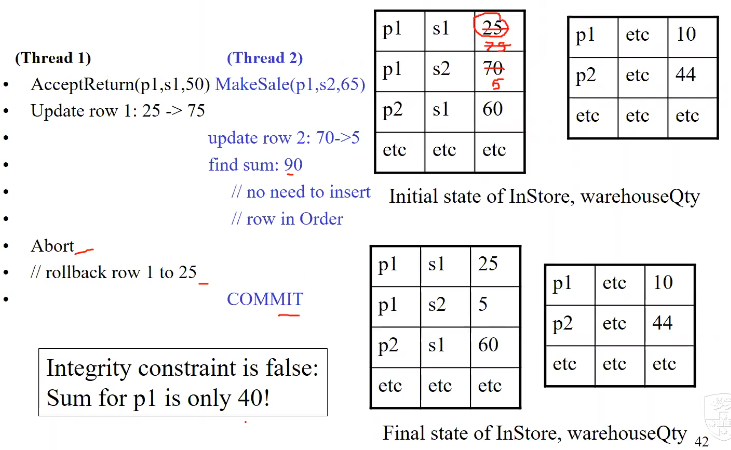 (Thread 1) (Thread 2)
• AcceptReturn(p1,s1,50) MakeSale(p1,s2,65)
• Update row 1: 25 -> 75
• update row 2: 70->5
• find sum: 90
• // no need to insert
• // row in Order
• Abort
• // rollback row 1 to 25
• COMMIT
Integrity constraint is false:
Sum for p1 is only 40!
p1 s1 25
75
p1 s2 70
5
p2 s1 60
etc etc etc
p1 etc 10
p2 etc 44
etc etc etc
Initial state of InStore, warehouseQty
p1 s1 25
p1 s2 5
p2 s1 60
etc etc etc
p1 etc 10
p2 etc 44
etc etc etc
Final state of InStore, warehouseQty
42